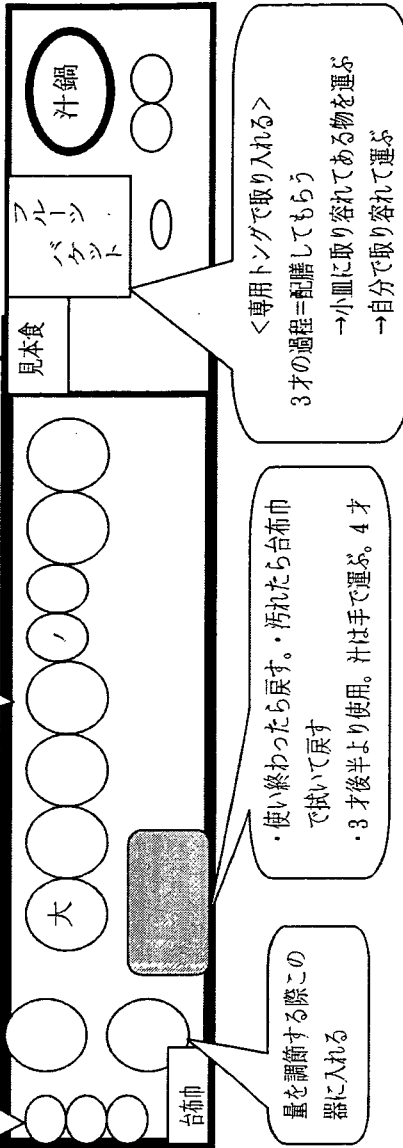 汁鍋
フルーツ
バケット
見本食
大
台布巾
量を調節する際この
器に入れる
・使い終わったら戻す。・汚れたら台布巾
で拭いて戻す
・3才後半より使用。汁は手で運ぶ。4才
＜専用トングで取り入れる＞
3才の過程＝配膳してもらう
→小皿に取り容れてある物を運ぶ
→自分で取り容れて運ぶ